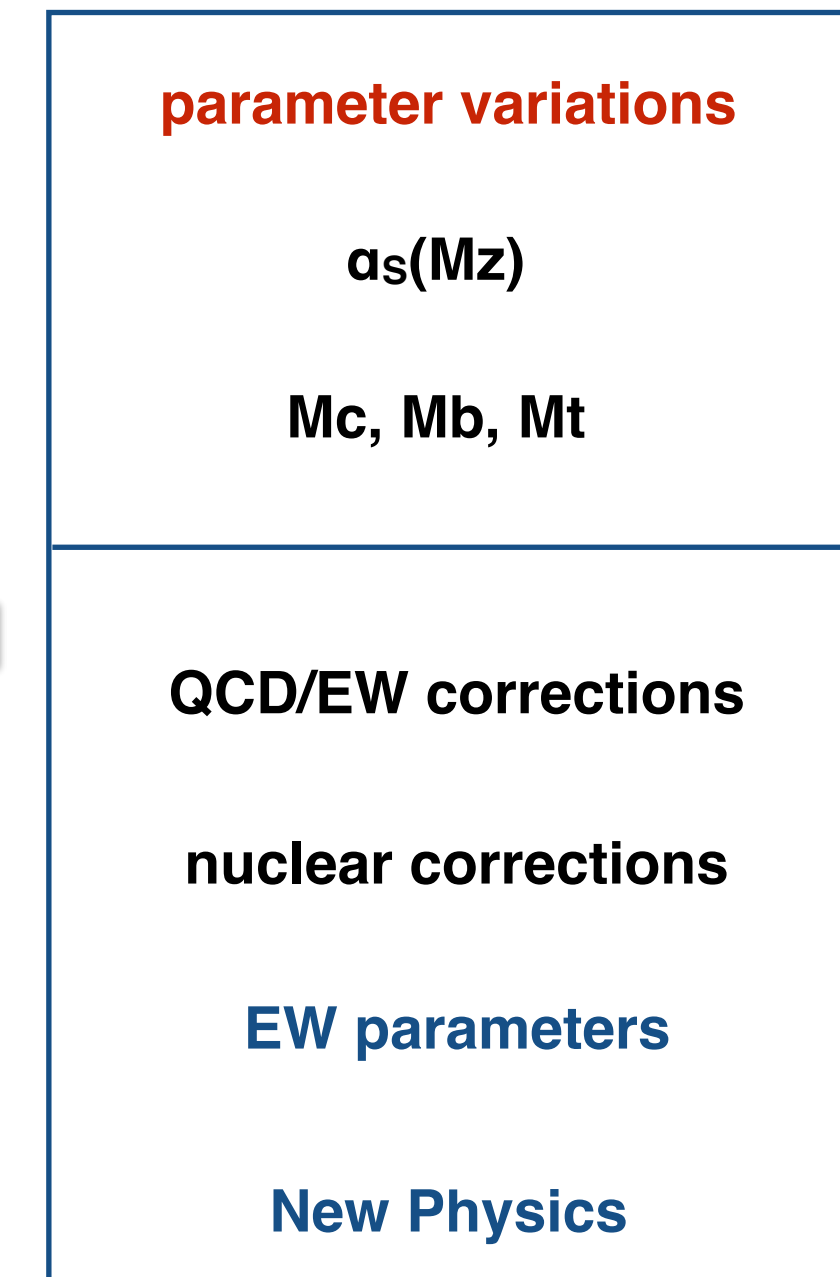 parameter variations
αs(Mz)
Mc, Mb, Mt
QCD/EW corrections
nuclear corrections
EW parameters
New Physics